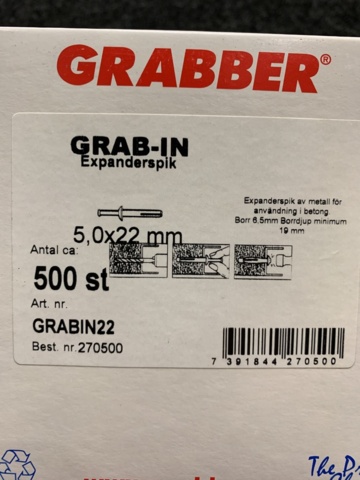 GRABBER®
GRAB-IN
Expanderspik
Expanderspik av metall för
användning i betong
Borr 6.5mm Borrdjup minimum
19 mm
5,0x22 mm
Antal ca:
500 st
Art. nr.
GRABIN22
Best. nr.270500
7 391844 270500
The